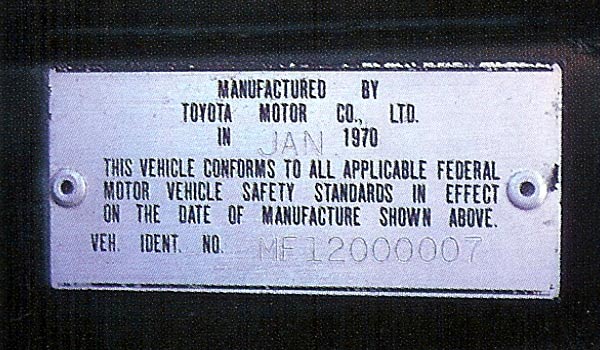 MANUFACTURED BY
TOYOTA MOTOR CO., LTD.
IN JAN 1970
THIS VEHICLE CONFORMS TO ALL APPLICABLE FEDERAL
MOTOR VEHICLE SAFETY STANDARDS IN EFFECT
ON THE DATE OF MANUFACTURE SHOWN ABOVE.
VEH. IDENT. NO. MF12000007